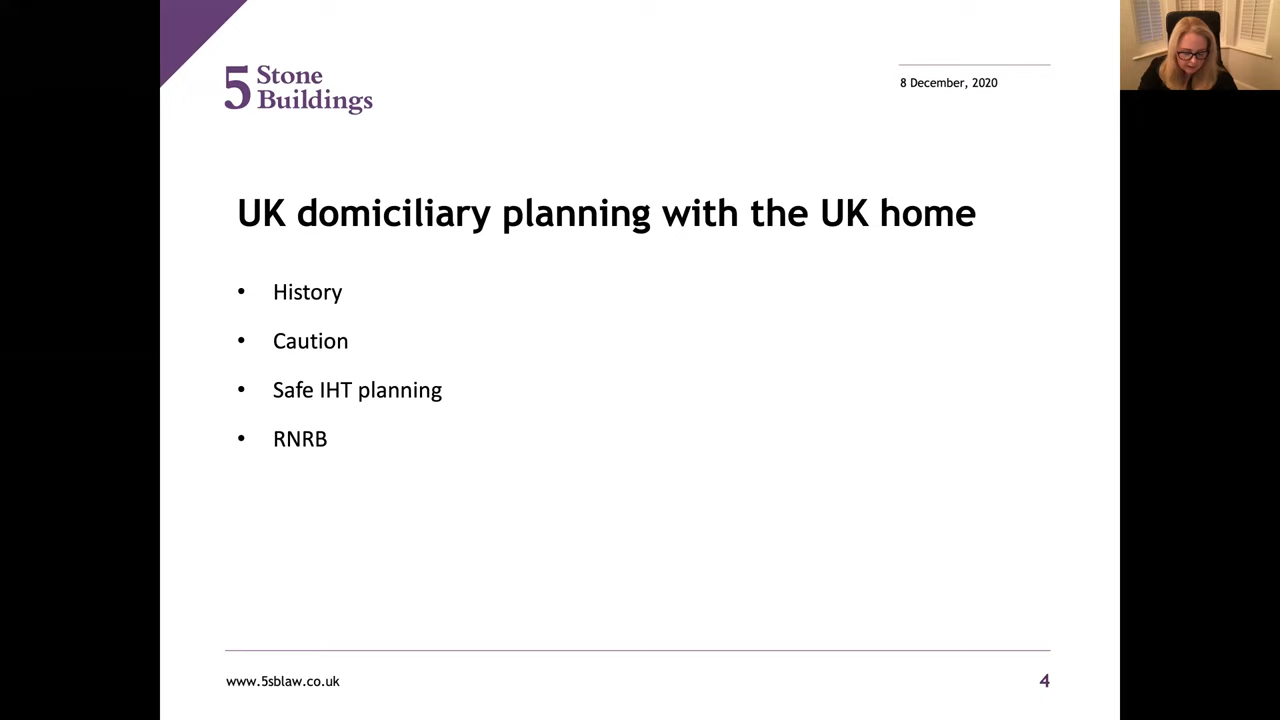 5 Stone
Buildings
8 December, 2020
UK domiciliary planning with the UK home
• History
• Caution
• Safe IHT planning
• RNRB
www.5sblaw.co.uk
4